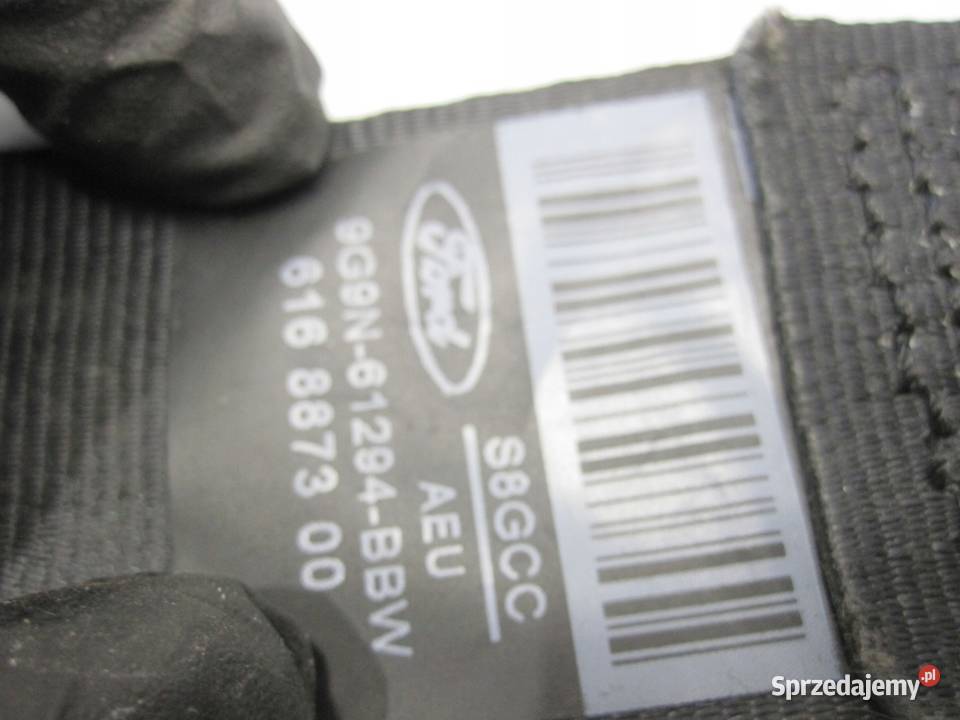 S8GCC
Ford
AEU
9G9N-61294-BBW
616 8873 00
Sprzedajemy.pl